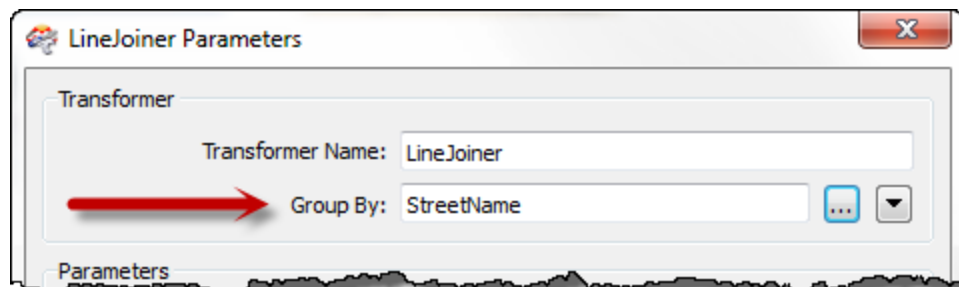 LineJoiner Parameters
Transformer
Transformer Name: LineJoiner
Group By: StreetName ...
Parameters